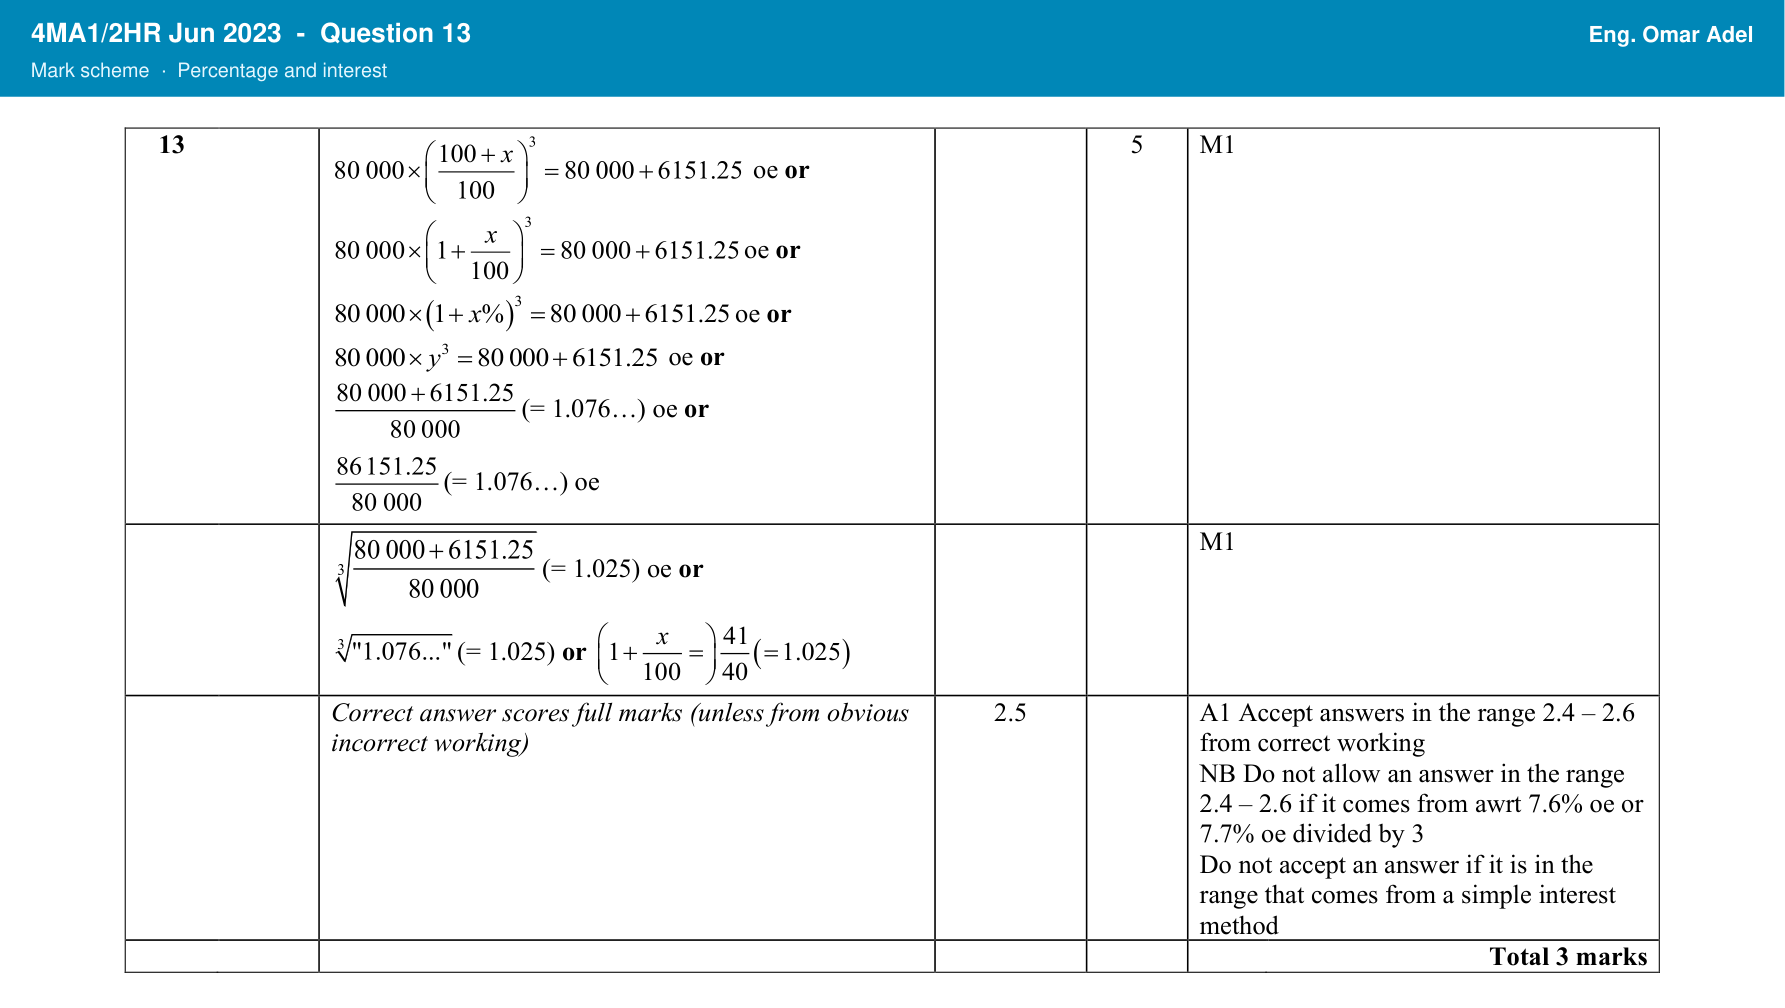 4MA1/2HR Jun 2023 - Question 13
Eng. Omar Adel
Mark scheme · Percentage and interest
13
80 000 × ((100 + x)/100)³ = 80 000 + 6151.25 oe or
5
M1
80 000 × (1 + x/100)³ = 80 000 + 6151.25 oe or
80 000 × (1 + x%)³ = 80 000 + 6151.25 oe or
80 000 × y³ = 80 000 + 6151.25 oe or
(80 000 + 6151.25)/80 000 (= 1.076…) oe or
86 151.25/80 000 (= 1.076…) oe
∛((80 000 + 6151.25)/80 000) (= 1.025) oe or
M1
∛"1.076..." (= 1.025) or (1 + x/100 =) 41/40 (= 1.025)
Correct answer scores full marks (unless from obvious
incorrect working)
2.5
A1 Accept answers in the range 2.4 – 2.6
from correct working
NB Do not allow an answer in the range
2.4 – 2.6 if it comes from awrt 7.6% oe or
7.7% oe divided by 3
Do not accept an answer if it is in the
range that comes from a simple interest
method
Total 3 marks